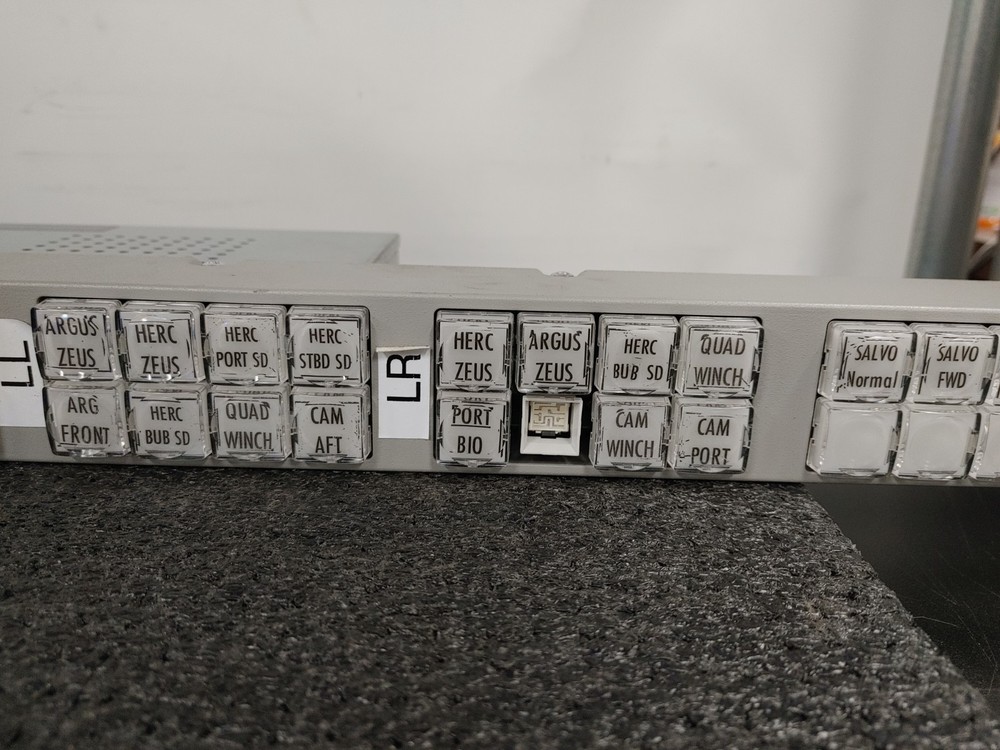 LL
ARGUS
ZEUS
HERC
ZEUS
HERC
PORT SD
HERC
STBD SD
ARG
FRONT
HERC
BUB SD
QUAD
WINCH
CAM
AFT
LR
HERC
ZEUS
ARGUS
ZEUS
HERC
BUB SD
QUAD
WINCH
PORT
BIO
CAM
WINCH
CAM
PORT
SALVO
Normal
SALVO
FWD